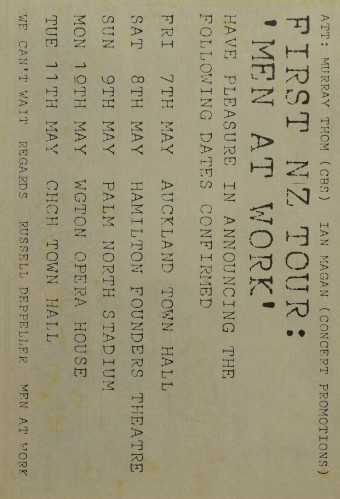 ATT: MURRAY THOM (CBS) IAN MAGAN (CONCERT PROMOTIONS)
FIRST NZ TOUR:
'MEN AT WORK'
HAVE PLEASURE IN ANNOUNCING THE
FOLLOWING DATES CONFIRMED
FRI 7TH MAY AUCKLAND TOWN HALL
SAT 8TH MAY HAMILTON FOUNDERS THEATRE
SUN 9TH MAY PALM NORTH STADIUM
MON 10TH MAY WGTON OPERA HOUSE
TUE 11TH MAY CHCH TOWN HALL
WE CAN'T WAIT REGARDS RUSSELL DEPPELLER MEN AT WORK